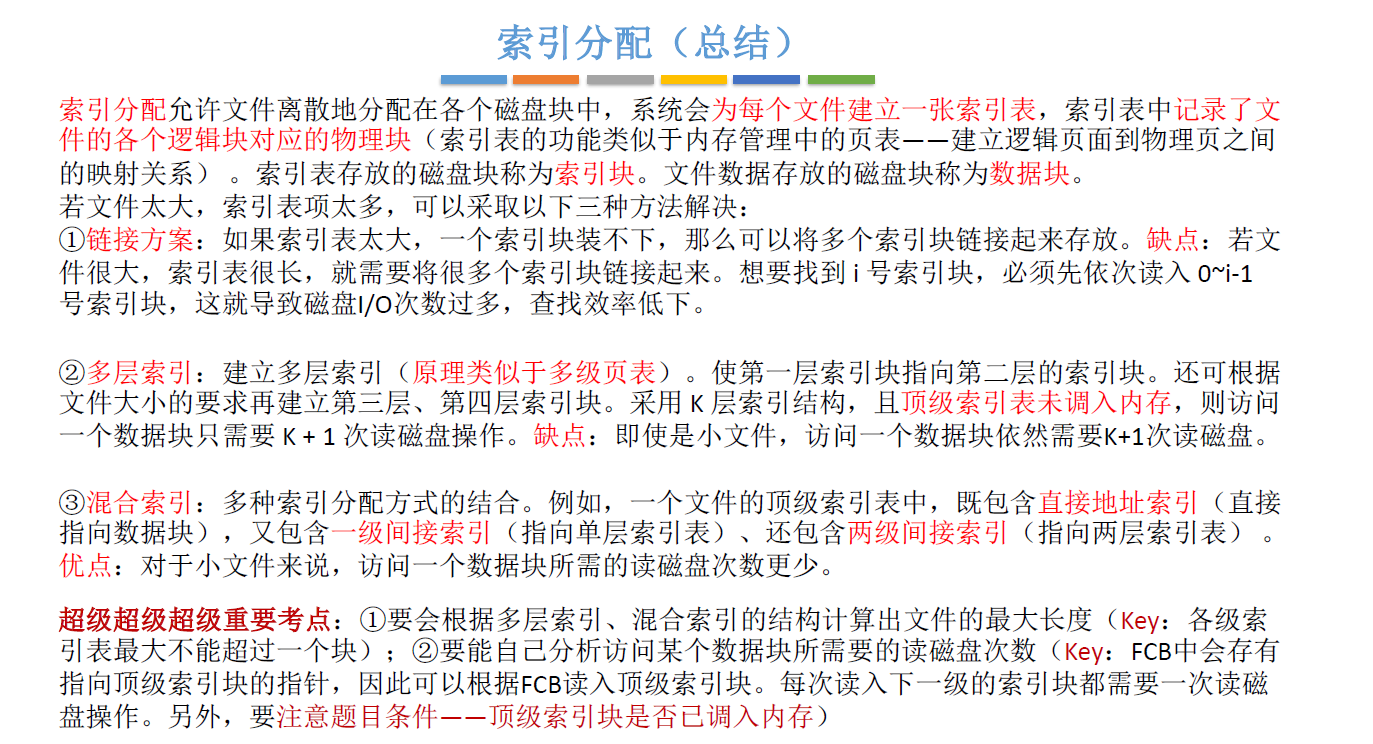 索引分配（总结）
索引分配允许文件离散地分配在各个磁盘块中，系统会为每个文件建立一张索引表，索引表中记录了文
件的各个逻辑块对应的物理块（索引表的功能类似于内存管理中的页表——建立逻辑页面到物理页之间
的映射关系）。索引表存放的磁盘块称为索引块。文件数据存放的磁盘块称为数据块。
若文件太大，索引表项太多，可以采取以下三种方法解决：
①链接方案：如果索引表太大，一个索引块装不下，那么可以将多个索引块链接起来存放。缺点：若文
件很大，索引表很长，就需要将很多个索引块链接起来。想要找到 i 号索引块，必须先依次读入 0~i-1
号索引块，这就导致磁盘I/O次数过多，查找效率低下。
②多层索引：建立多层索引（原理类似于多级页表）。使第一层索引块指向第二层的索引块。还可根据
文件大小的要求再建立第三层、第四层索引块。采用 K 层索引结构，且顶级索引表未调入内存，则访问
一个数据块只需要 K + 1 次读磁盘操作。缺点：即使是小文件，访问一个数据块依然需要K+1次读磁盘。
③混合索引：多种索引分配方式的结合。例如，一个文件的顶级索引表中，既包含直接地址索引（直接
指向数据块），又包含一级间接索引（指向单层索引表）、还包含两级间接索引（指向两层索引表）。
优点：对于小文件来说，访问一个数据块所需的读磁盘次数更少。
超级超级超级重要考点：①要会根据多层索引、混合索引的结构计算出文件的最大长度（Key：各级索
引表最大不能超过一个块）；②要能自己分析访问某个数据块所需要的读磁盘次数（Key：FCB中会存有
指向顶级索引块的指针，因此可以根据FCB读入顶级索引块。每次读入下一级的索引块都需要一次读磁
盘操作。另外，要注意题目条件——顶级索引块是否已调入内存）